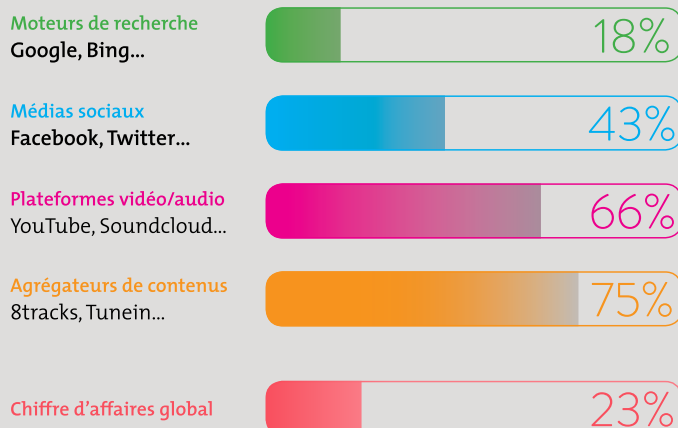 Moteurs de recherche
Google, Bing...
18%
Médias sociaux
Facebook, Twitter...
43%
Plateformes vidéo/audio
YouTube, Soundcloud...
66%
Agrégateurs de contenus
8tracks, Tunein...
75%
Chiffre d'affaires global
23%